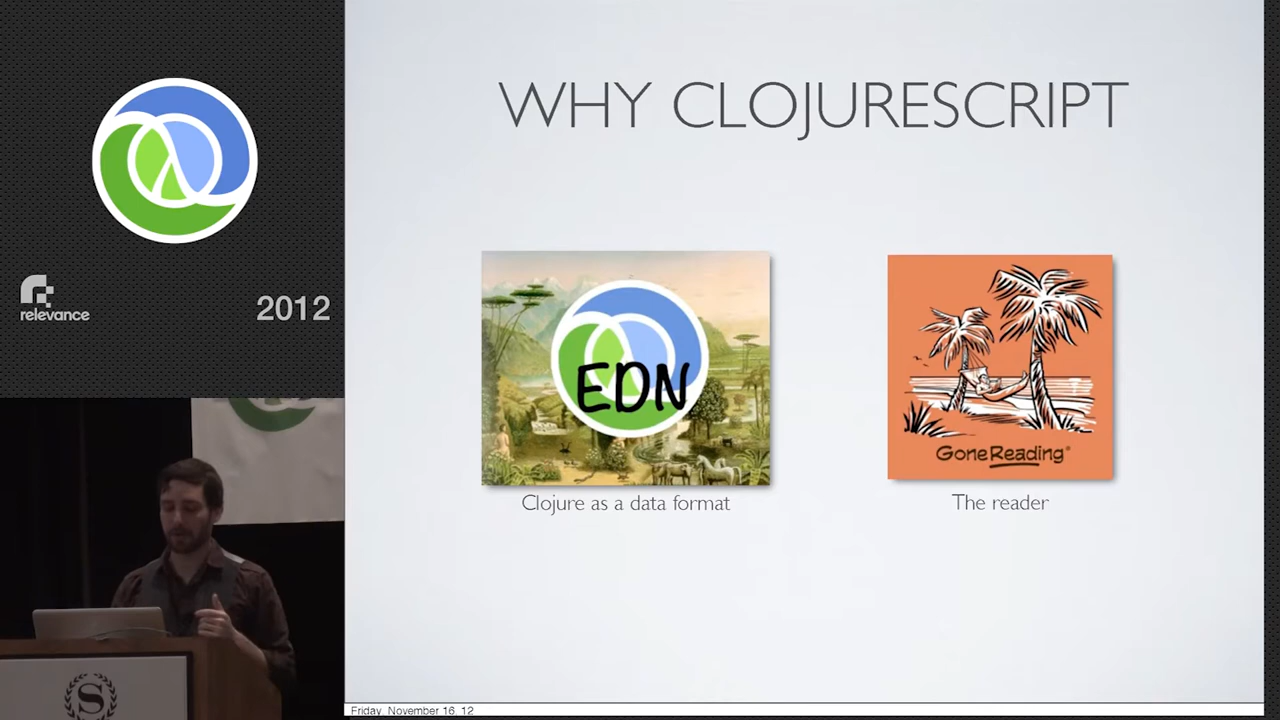 WHY CLOJURESCRIPT
relevance
2012
EDN
GoneReading®
Clojure as a data format
The reader
S
Friday, November 16, 12